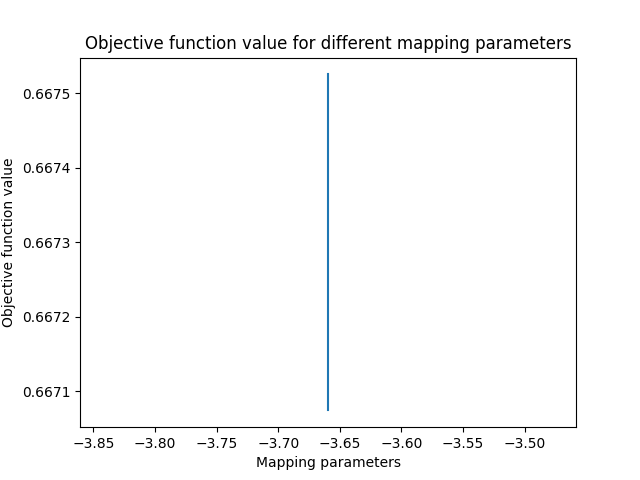 Objective function value for different mapping parameters
Objective function value
0.6675
0.6674
0.6673
0.6672
0.6671
−3.85 −3.80 −3.75 −3.70 −3.65 −3.60 −3.55 −3.50
Mapping parameters